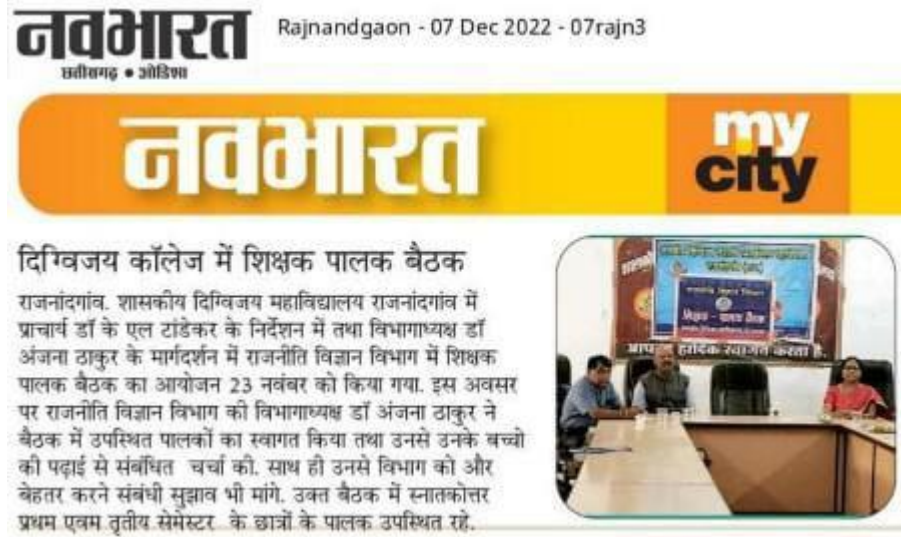 नवभारत
छत्तीसगढ़ • ओडिशा
Rajnandgaon - 07 Dec 2022 - 07rajn3
नवभारत
my
city
दिग्विजय कॉलेज में शिक्षक पालक बैठक
राजनांदगांव. शासकीय दिग्विजय महाविद्यालय राजनांदगांव में
प्राचार्य डॉ के एल टांडेकर के निर्देशन में तथा विभागाध्यक्ष डॉ
अंजना ठाकुर के मार्गदर्शन में राजनीति विज्ञान विभाग में शिक्षक
पालक बैठक का आयोजन 23 नवंबर को किया गया. इस अवसर
पर राजनीति विज्ञान विभाग की विभागाध्यक्ष डॉ अंजना ठाकुर ने
बैठक में उपस्थित पालकों का स्वागत किया तथा उनसे उनके बच्चो
की पढ़ाई से संबंधित चर्चा की. साथ ही उनसे विभाग को और
बेहतर करने संबंधी सुझाव भी मांगे. उक्त बैठक में स्नातकोत्तर
प्रथम एवम तृतीय सेमेस्टर के छात्रों के पालक उपस्थित रहे.
शिक्षक - पालक बैठक
हार्दिक स्वागत करता है.